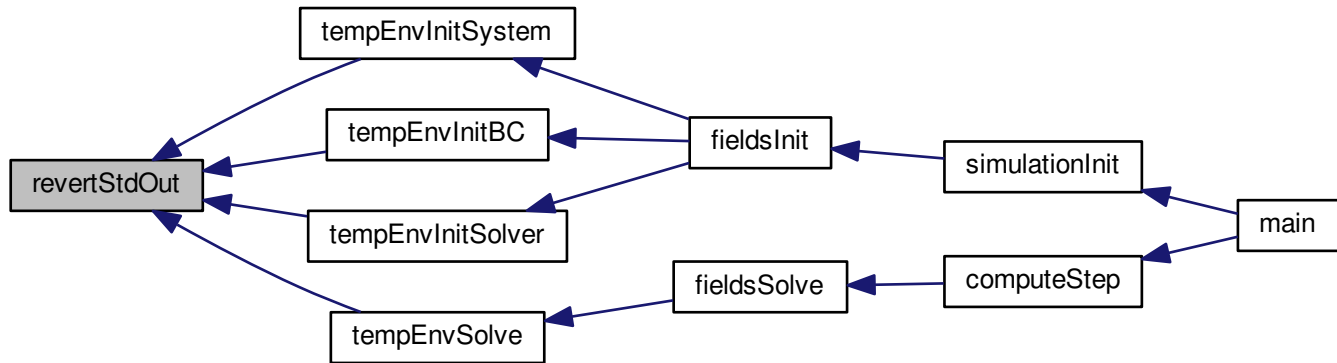 revertStdOut
tempEnvInitSystem
tempEnvInitBC
tempEnvInitSolver
tempEnvSolve
fieldsInit
fieldsSolve
simulationInit
computeStep
main